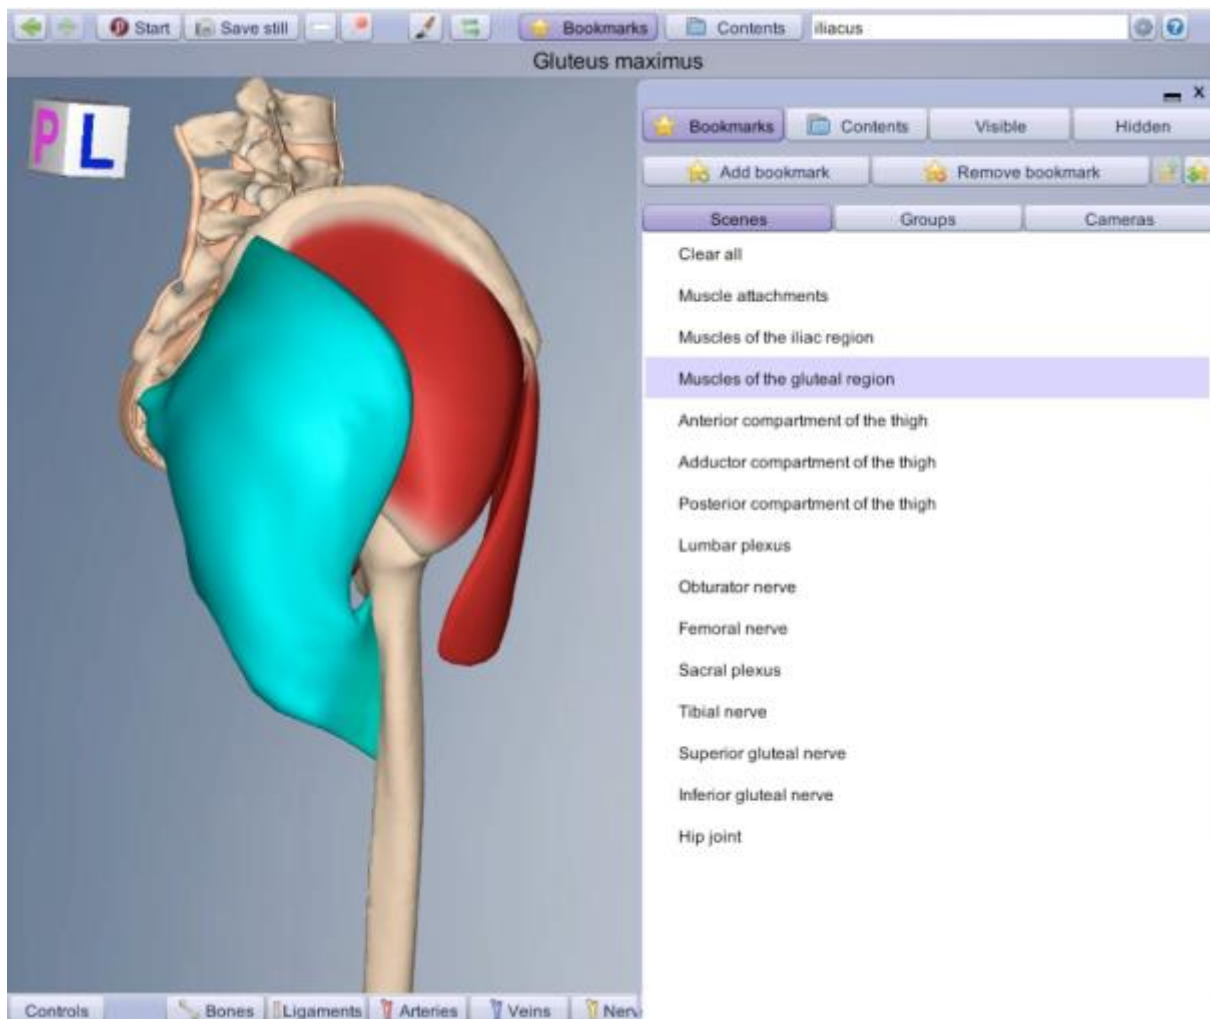 Start Save still Bookmarks Contents iliacus
Gluteus maximus
P L
X
Bookmarks Contents Visible Hidden
Add bookmark Remove bookmark
Scenes Groups Cameras
Clear all
Muscle attachments
Muscles of the iliac region
Muscles of the gluteal region
Anterior compartment of the thigh
Adductor compartment of the thigh
Posterior compartment of the thigh
Lumbar plexus
Obturator nerve
Femoral nerve
Sacral plexus
Tibial nerve
Superior gluteal nerve
Inferior gluteal nerve
Hip joint
Controls Bones Ligaments Arteries Veins